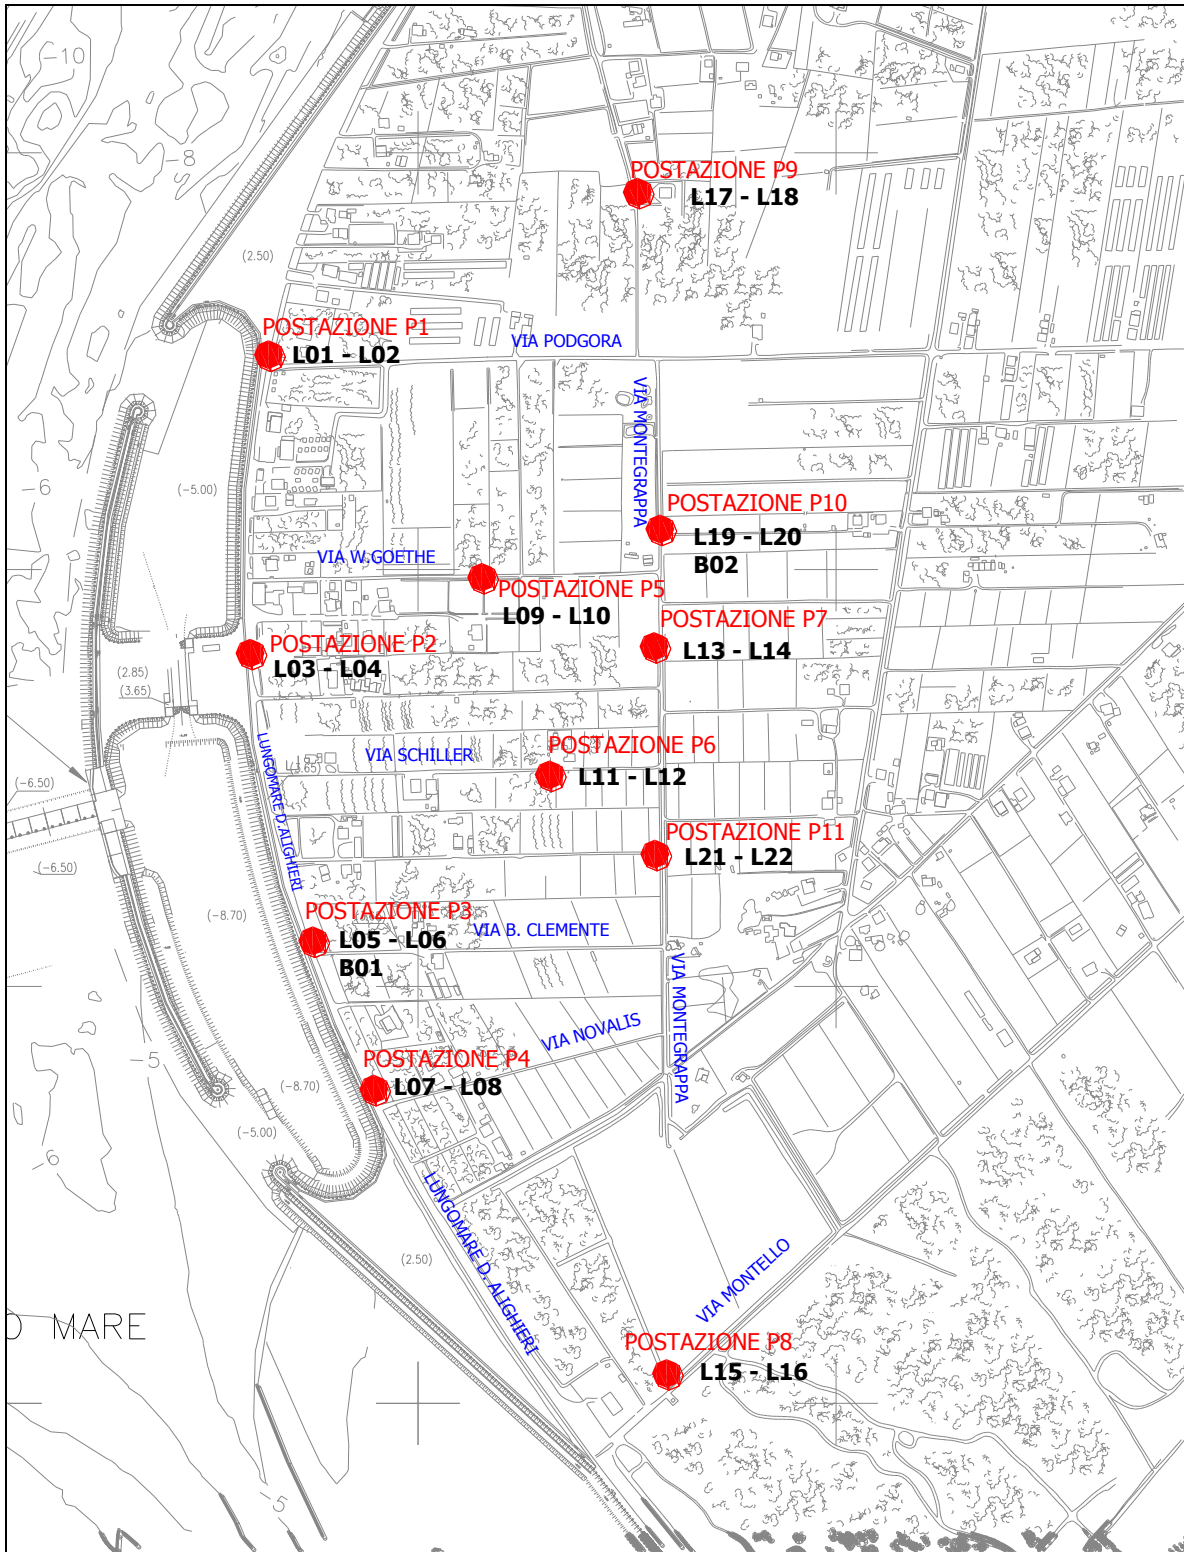 -10
-8
POSTAZIONE P9
L17 - L18
(2.50)
POSTAZIONE P1
L01 - L02
VIA PODGORA
VIA MONTEGRAPPA
-6
(-5.00)
POSTAZIONE P10
L19 - L20
B02
VIA W.GOETHE
POSTAZIONE P5
L09 - L10
POSTAZIONE P7
L13 - L14
POSTAZIONE P2
L03 - L04
(2.85)
(3.65)
LUNGOMARE D.ALIGHIERI
VIA SCHILLER
(3.65)
POSTAZIONE P6
L11 - L12
(-6.50)
POSTAZIONE P11
L21 - L22
(-6.50)
(-8.70)
POSTAZIONE P3
L05 - L06
B01
VIA B. CLEMENTE
VIA MONTEGRAPPA
VIA NOVALIS
-5
POSTAZIONE P4
L07 - L08
(-8.70)
(-5.00)
-6
LUNGOMARE D. ALIGHIERI
(2.50)
VIA MONTELLO
O MARE
POSTAZIONE P8
L15 - L16
-5